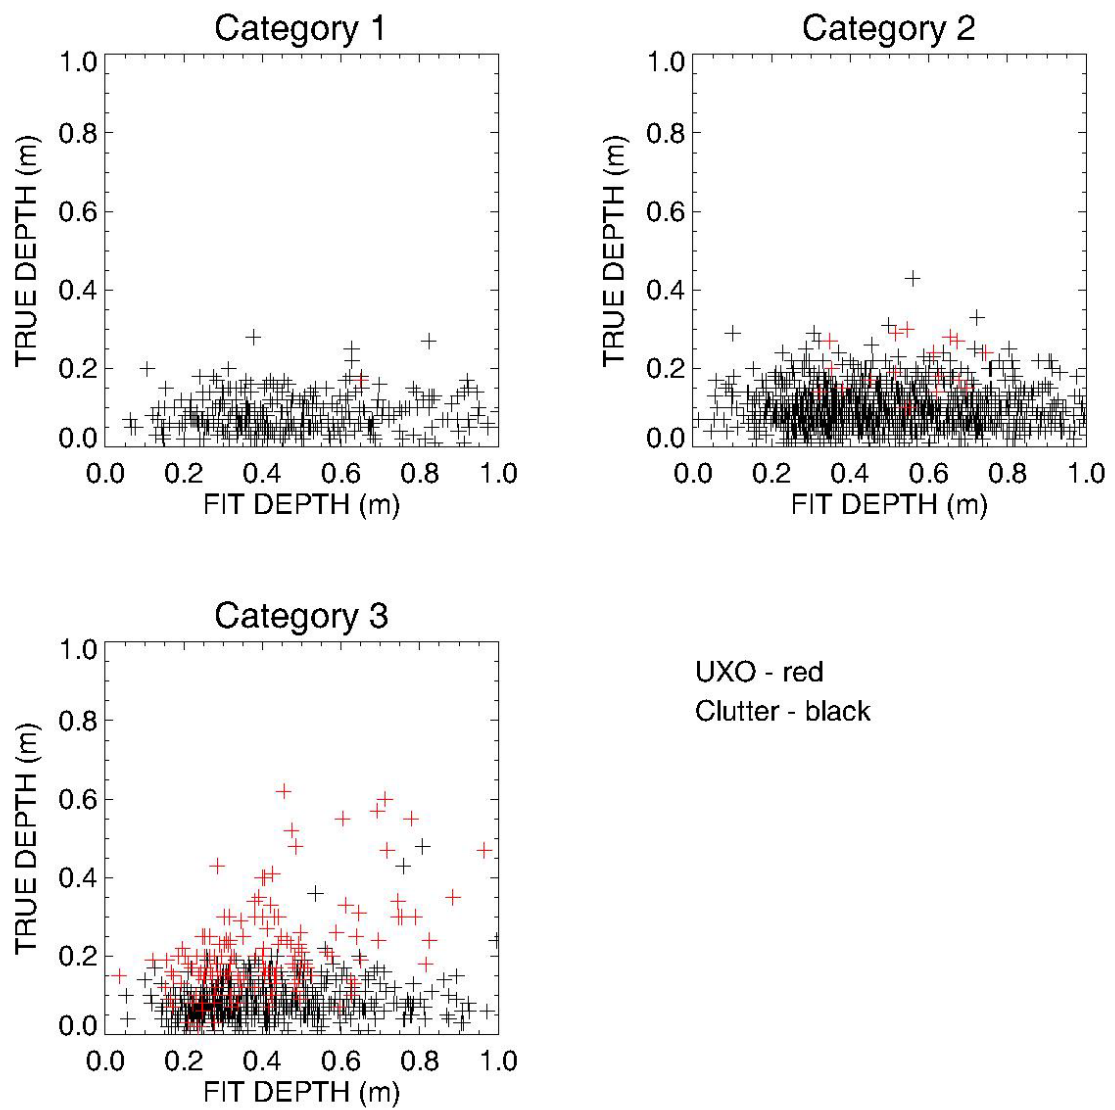 Category 1
1.0
0.8
0.6
0.4
0.2
0.0
TRUE DEPTH (m)
0.0 0.2 0.4 0.6 0.8 1.0
FIT DEPTH (m)
Category 2
1.0
0.8
0.6
0.4
0.2
0.0
TRUE DEPTH (m)
0.0 0.2 0.4 0.6 0.8 1.0
FIT DEPTH (m)
Category 3
1.0
0.8
0.6
0.4
0.2
0.0
TRUE DEPTH (m)
0.0 0.2 0.4 0.6 0.8 1.0
FIT DEPTH (m)
UXO - red
Clutter - black